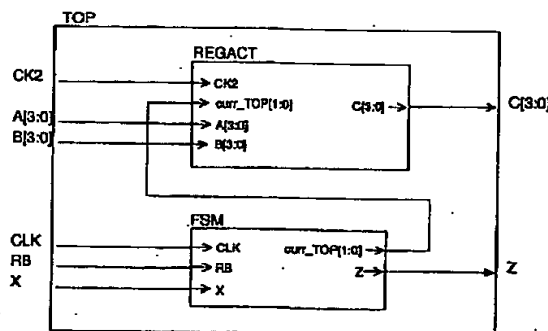 TOP
REGACT
CK2
CK2
curr_TOP[1:0]
C[3:0]
C[3:0]
A[3:0]
A[3:0]
B[3:0]
B[3:0]
FSM
CLK
CLK
curr_TOP[1:0]
RB
RB
Z
Z
X
X